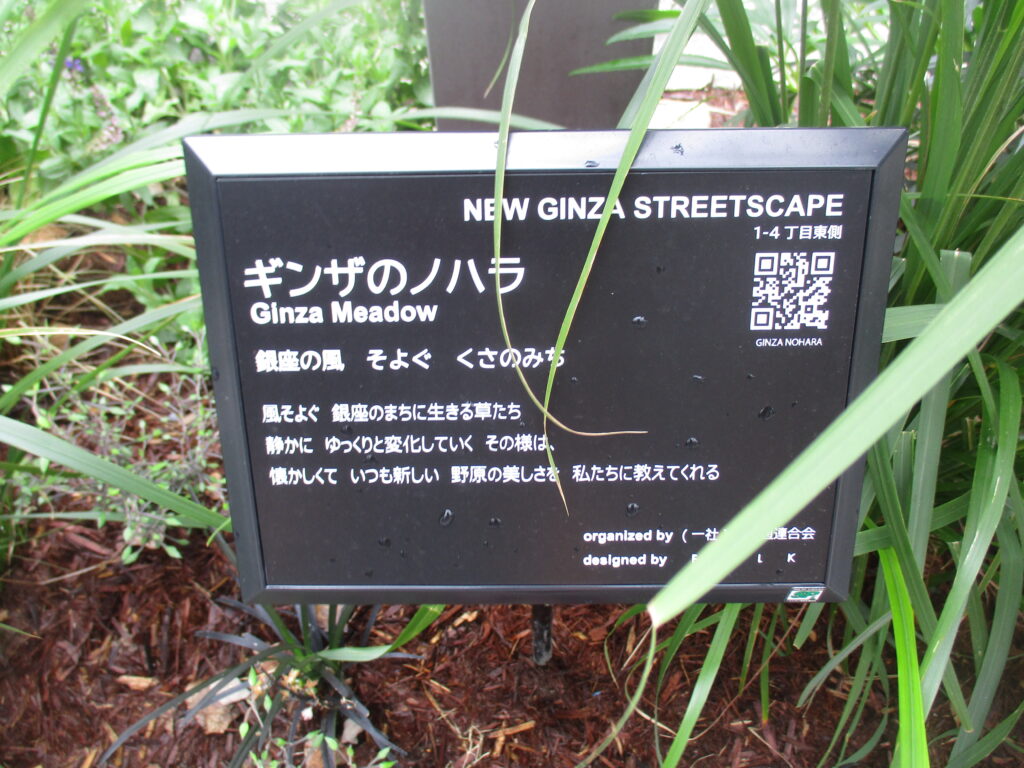 NEW GINZA STREETSCAPE
1-4 丁目東側
ギンザのノハラ
Ginza Meadow
GINZA NOHARA
銀座の風 そよぐ くさのみち
風そよぐ 銀座のまちに生きる草たち
静かに ゆっくりと変化していく その様は、
懐かしくて いつも新しい 野原の美しさを 私たちに教えてくれる
organized by (一社 連合会
designed by